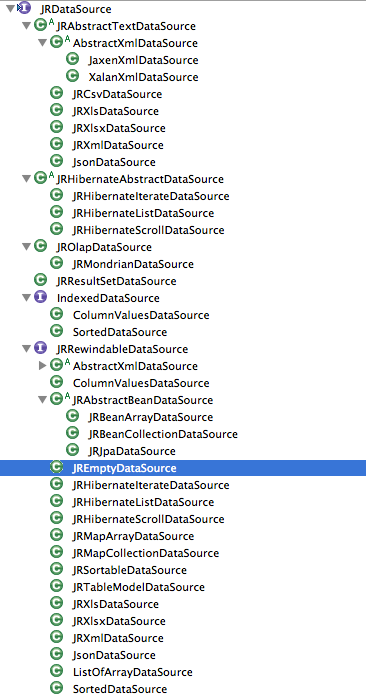 JRDataSource
A JRAbstractTextDataSource
A AbstractXmlDataSource
JaxenXmlDataSource
XalanXmlDataSource
JRCsvDataSource
JRXlsDataSource
JRXlsxDataSource
JRXmlDataSource
JsonDataSource
A JRHibernateAbstractDataSource
JRHibernateIterateDataSource
JRHibernateListDataSource
JRHibernateScrollDataSource
JROlapDataSource
JRMondrianDataSource
JRResultSetDataSource
IndexedDataSource
ColumnValuesDataSource
SortedDataSource
JRRewindableDataSource
A AbstractXmlDataSource
ColumnValuesDataSource
A JRAbstractBeanDataSource
JRBeanArrayDataSource
JRBeanCollectionDataSource
JRJpaDataSource
JREmptyDataSource
JRHibernateIterateDataSource
JRHibernateListDataSource
JRHibernateScrollDataSource
JRMapArrayDataSource
JRMapCollectionDataSource
JRSortableDataSource
JRTableModelDataSource
JRXlsDataSource
JRXlsxDataSource
JRXmlDataSource
JsonDataSource
ListOfArrayDataSource
SortedDataSource